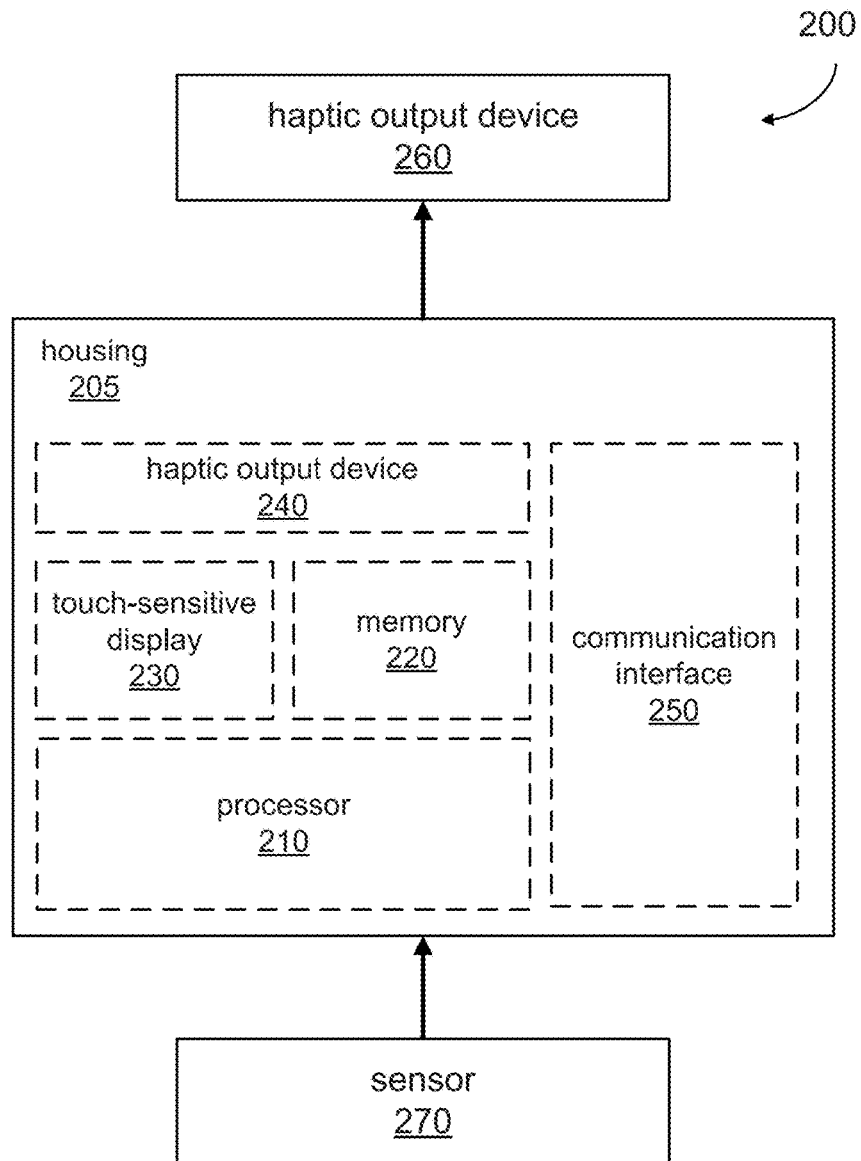 200
haptic output device
260
housing
205
haptic output device
240
touch-sensitive
display
230
memory
220
communication
interface
250
processor
210
sensor
270